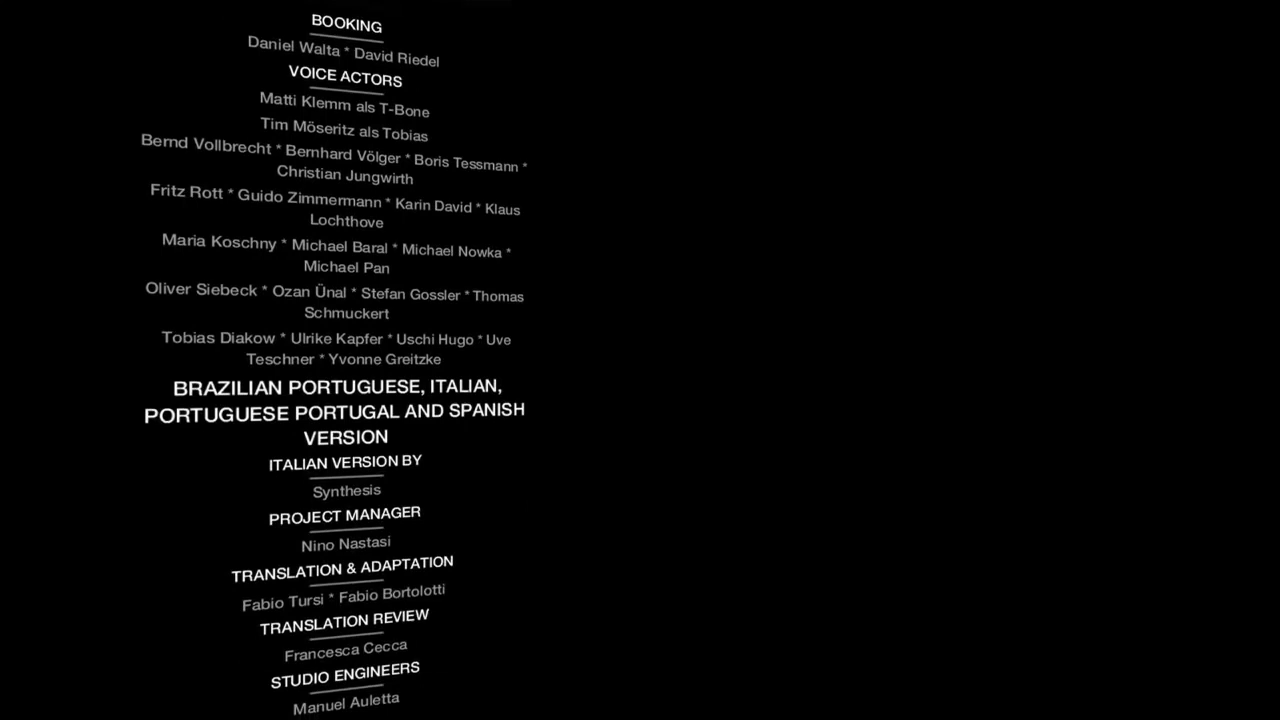 BOOKING
Daniel Walta * David Riedel
VOICE ACTORS
Matti Klemm als T-Bone
Tim Möseritz als Tobias
Bernd Vollbrecht * Bernhard Völger * Boris Tessmann *
Christian Jungwirth
Fritz Rott * Guido Zimmermann * Karin David * Klaus
Lochthove
Maria Koschny * Michael Baral * Michael Nowka *
Michael Pan
Oliver Siebeck * Ozan Ünal * Stefan Gossler * Thomas
Schmuckert
Tobias Diakow * Ulrike Kapfer * Uschi Hugo * Uve
Teschner * Yvonne Greitzke
BRAZILIAN PORTUGUESE, ITALIAN,
PORTUGUESE PORTUGAL AND SPANISH
VERSION
ITALIAN VERSION BY
Synthesis
PROJECT MANAGER
Nino Nastasi
TRANSLATION & ADAPTATION
Fabio Tursi * Fabio Bortolotti
TRANSLATION REVIEW
Francesca Cecca
STUDIO ENGINEERS
Manuel Auletta